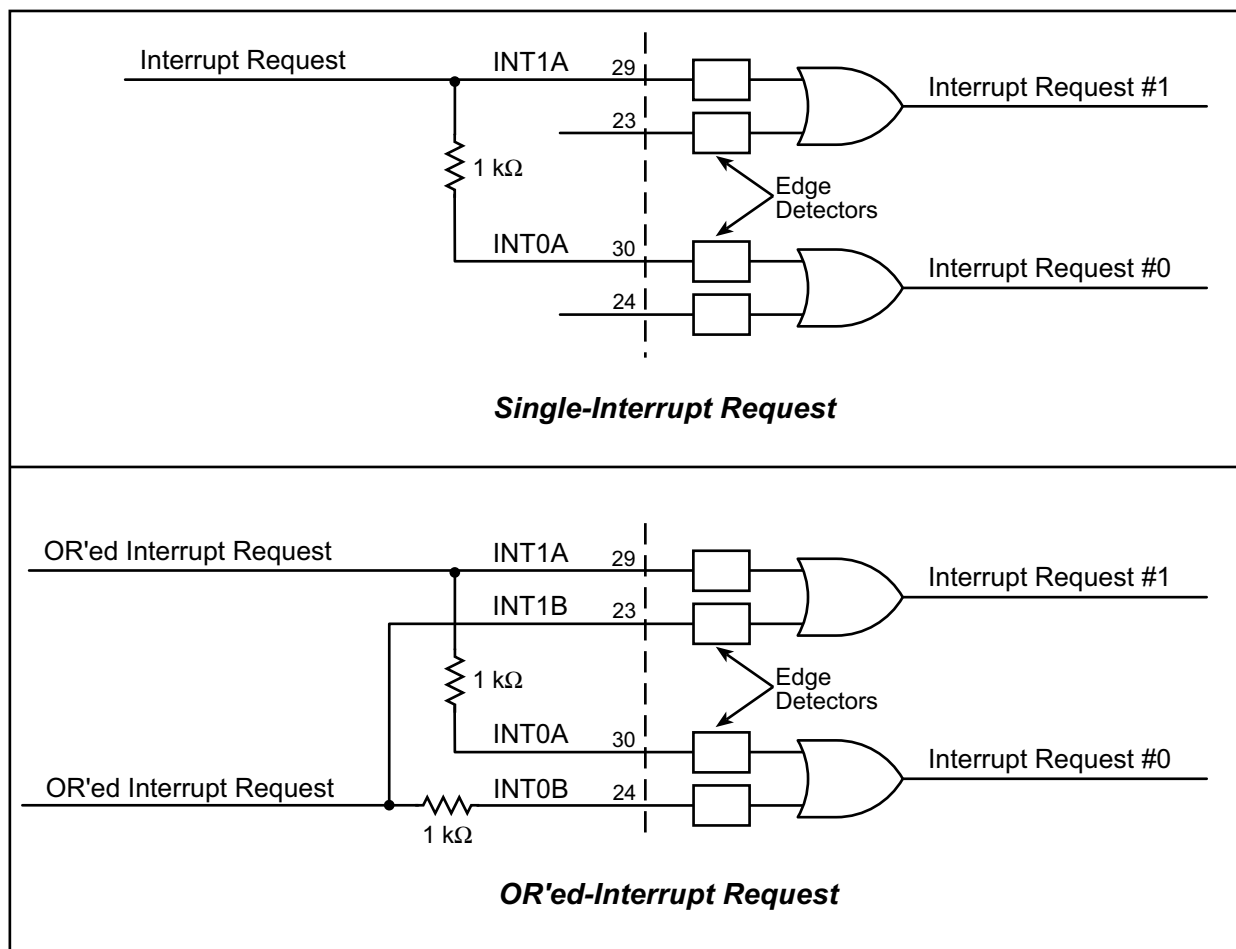 Interrupt Request
INT1A
29
Interrupt Request #1
23
1 kΩ
Edge
Detectors
INT0A
30
Interrupt Request #0
24
Single-Interrupt Request
OR'ed Interrupt Request
INT1A
29
Interrupt Request #1
INT1B
23
1 kΩ
Edge
Detectors
INT0A
30
Interrupt Request #0
OR'ed Interrupt Request
INT0B
24
1 kΩ
OR'ed-Interrupt Request